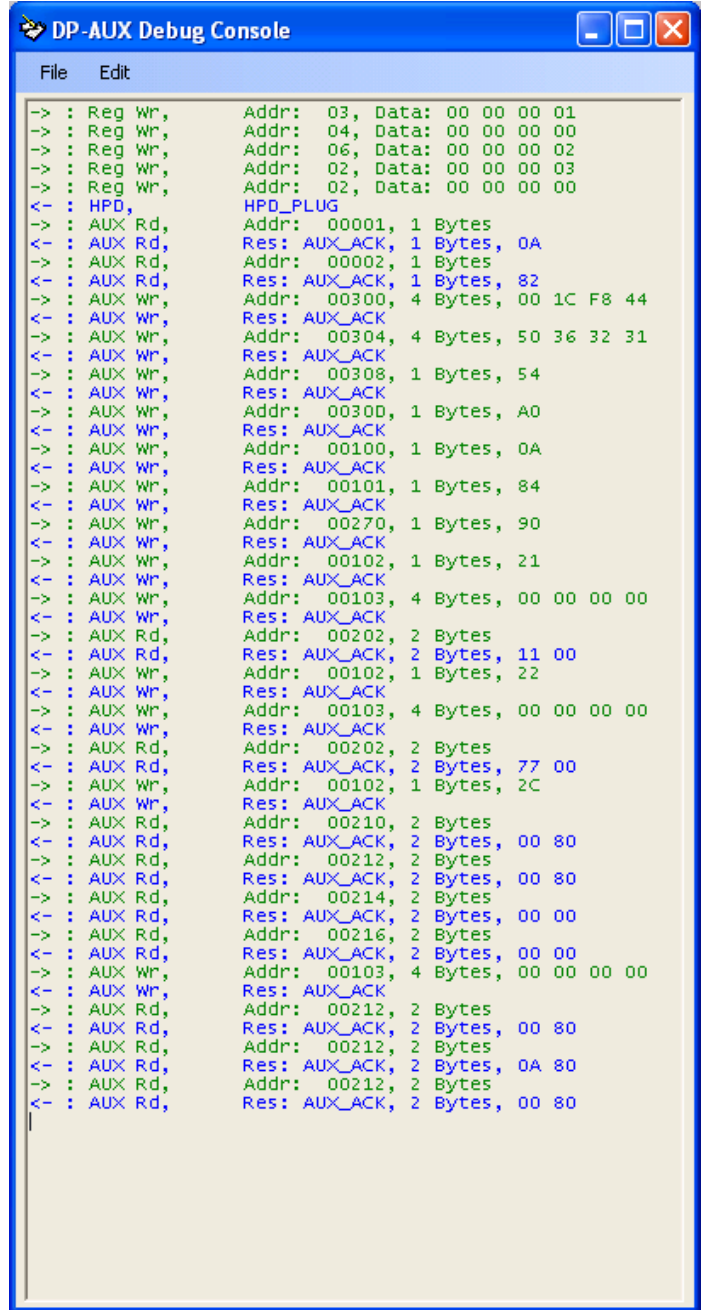 DP-AUX Debug Console
File Edit
-> : Reg Wr, Addr: 03, Data: 00 00 00 01
-> : Reg Wr, Addr: 04, Data: 00 00 00 00
-> : Reg Wr, Addr: 06, Data: 00 00 00 02
-> : Reg Wr, Addr: 02, Data: 00 00 00 03
-> : Reg Wr, Addr: 02, Data: 00 00 00 00
<- : HPD, HPD_PLUG
-> : AUX Rd, Addr: 00001, 1 Bytes
<- : AUX Rd, Res: AUX_ACK, 1 Bytes, 0A
-> : AUX Rd, Addr: 00002, 1 Bytes
<- : AUX Rd, Res: AUX_ACK, 1 Bytes, 82
-> : AUX Wr, Addr: 00300, 4 Bytes, 00 1C F8 44
<- : AUX Wr, Res: AUX_ACK
-> : AUX Wr, Addr: 00304, 4 Bytes, 50 36 32 31
<- : AUX Wr, Res: AUX_ACK
-> : AUX Wr, Addr: 00308, 1 Bytes, 54
<- : AUX Wr, Res: AUX_ACK
-> : AUX Wr, Addr: 0030D, 1 Bytes, A0
<- : AUX Wr, Res: AUX_ACK
-> : AUX Wr, Addr: 00100, 1 Bytes, 0A
<- : AUX Wr, Res: AUX_ACK
-> : AUX Wr, Addr: 00101, 1 Bytes, 84
<- : AUX Wr, Res: AUX_ACK
-> : AUX Wr, Addr: 00270, 1 Bytes, 90
<- : AUX Wr, Res: AUX_ACK
-> : AUX Wr, Addr: 00102, 1 Bytes, 21
<- : AUX Wr, Res: AUX_ACK
-> : AUX Wr, Addr: 00103, 4 Bytes, 00 00 00 00
<- : AUX Wr, Res: AUX_ACK
-> : AUX Rd, Addr: 00202, 2 Bytes
<- : AUX Rd, Res: AUX_ACK, 2 Bytes, 11 00
-> : AUX Wr, Addr: 00102, 1 Bytes, 22
<- : AUX Wr, Res: AUX_ACK
-> : AUX Wr, Addr: 00103, 4 Bytes, 00 00 00 00
<- : AUX Wr, Res: AUX_ACK
-> : AUX Rd, Addr: 00202, 2 Bytes
<- : AUX Rd, Res: AUX_ACK, 2 Bytes, 77 00
-> : AUX Wr, Addr: 00102, 1 Bytes, 2C
<- : AUX Wr, Res: AUX_ACK
-> : AUX Rd, Addr: 00210, 2 Bytes
<- : AUX Rd, Res: AUX_ACK, 2 Bytes, 00 80
-> : AUX Rd, Addr: 00212, 2 Bytes
<- : AUX Rd, Res: AUX_ACK, 2 Bytes, 00 80
-> : AUX Rd, Addr: 00214, 2 Bytes
<- : AUX Rd, Res: AUX_ACK, 2 Bytes, 00 00
-> : AUX Rd, Addr: 00216, 2 Bytes
<- : AUX Rd, Res: AUX_ACK, 2 Bytes, 00 00
-> : AUX Wr, Addr: 00103, 4 Bytes, 00 00 00 00
<- : AUX Wr, Res: AUX_ACK
-> : AUX Rd, Addr: 00212, 2 Bytes
<- : AUX Rd, Res: AUX_ACK, 2 Bytes, 00 80
-> : AUX Rd, Addr: 00212, 2 Bytes
<- : AUX Rd, Res: AUX_ACK, 2 Bytes, 0A 80
-> : AUX Rd, Addr: 00212, 2 Bytes
<- : AUX Rd, Res: AUX_ACK, 2 Bytes, 00 80